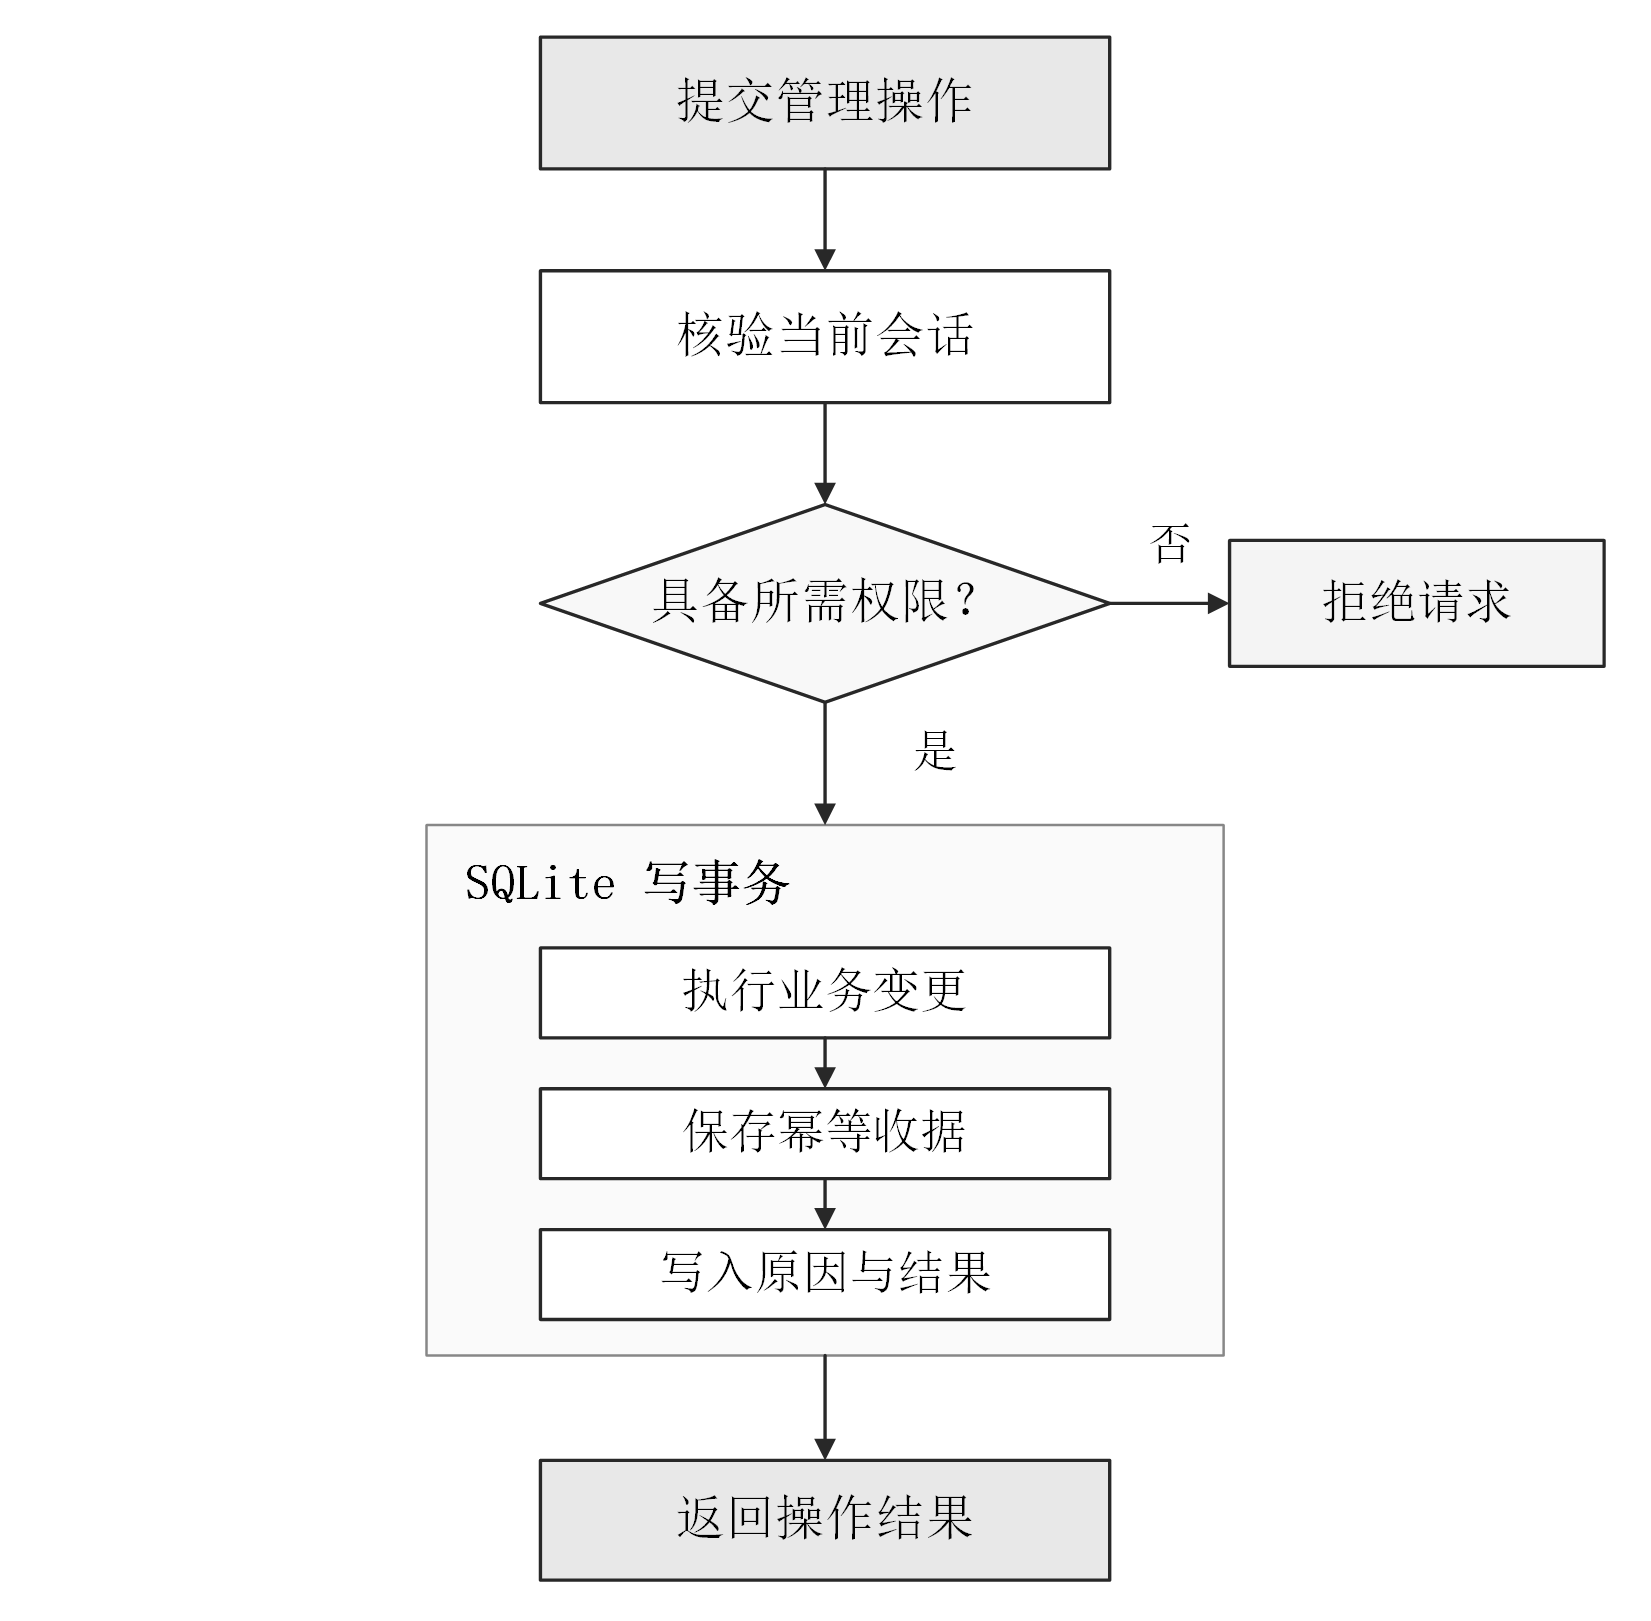 提交管理操作
核验当前会话
具备所需权限？
否
拒绝请求
是
SQLite 写事务
执行业务变更
保存幂等收据
写入原因与结果
返回操作结果